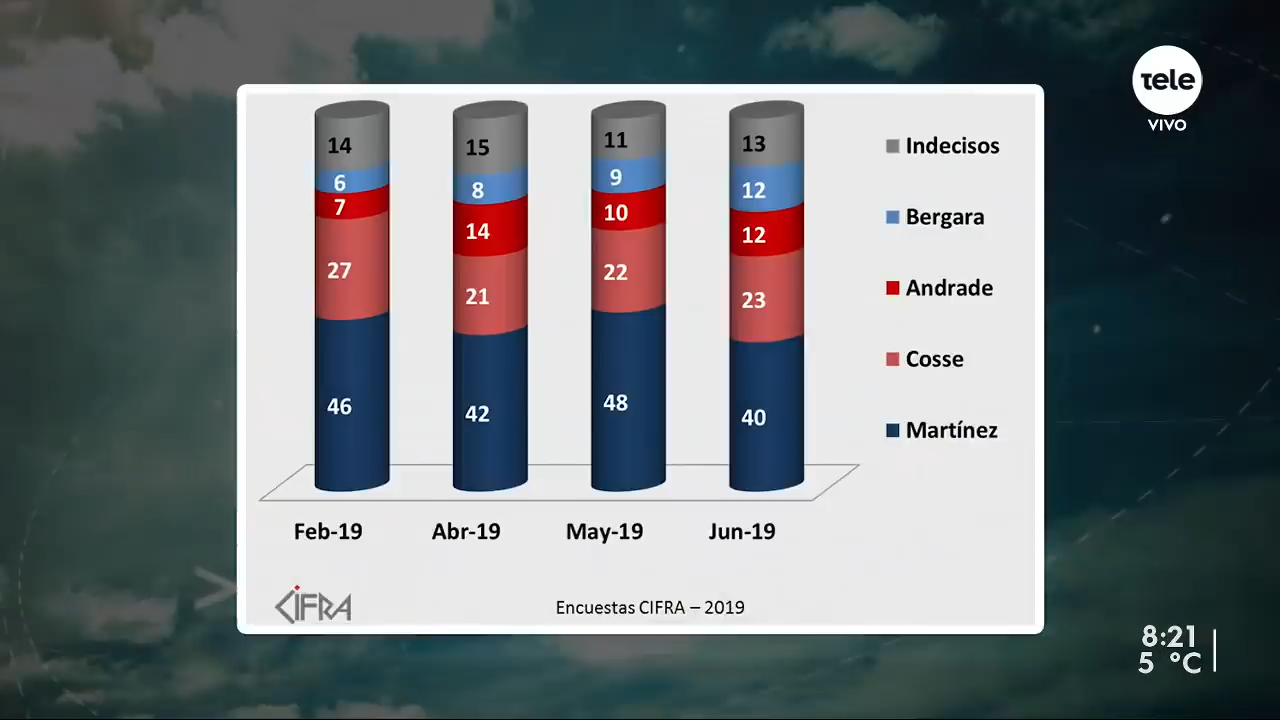 tele
VIVO
14
15
11
13
Indecisos
6
8
9
12
Bergara
7
14
10
12
Andrade
27
21
22
23
Cosse
46
42
48
40
Martínez
Feb-19
Abr-19
May-19
Jun-19
CIFRA
Encuestas CIFRA – 2019
8:21
5 °C